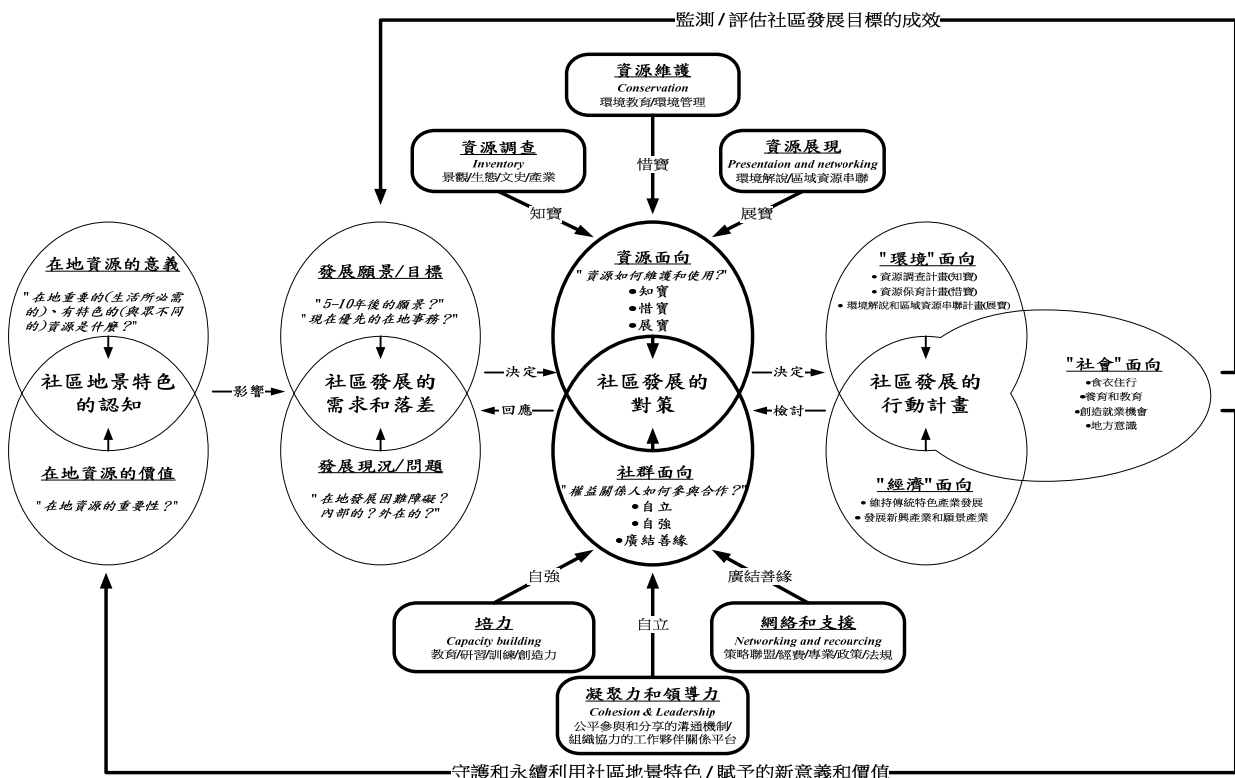 監測/評估社區發展目標的成效
資源維護
Conservation
環境教育/環境管理
資源調查
Inventory
景觀/生態/文史/產業
資源展現
Presentaion and networking
環境解說/區域資源串聯
知寶
惜寶
展寶
在地資源的意義
"在地重要的(生活所必需
的)、有特色的(與眾不同
的)資源是什麼?"
社區地景特色
的認知
在地資源的價值
"在地資源的重要性?"
影響
發展願景/目標
"5-10年後的願景?"
"現在優先的在地事務?"
社區發展的
需求和落差
發展現況/問題
"在地發展困難障礙?
內部的?外在的?"
決定
回應
資源面向
"資源如何維護和使用?"
•知寶
•惜寶
•展寶
社區發展的
對策
社群面向
"權益關係人如何參與合作?"
•自立
•自強
•廣結善緣
決定
檢討
"環境"面向
•資源調查計畫(知寶)
•資源保育計畫(惜寶)
•環境解說和區域資源串聯計畫(展寶)
社區發展的
行動計畫
"經濟"面向
•維持傳統特色產業發展
•發展新興產業和願景產業
"社會"面向
•食衣住行
•養育和教育
•創造就業機會
•地方意識
自強
自立
廣結善緣
培力
Capacity building
教育/研習/訓練/創造力
網絡和支援
Networking and recourcing
策略聯盟/經費/專業/政策/法規
凝聚力和領導力
Cohesion & Leadership
公平參與和分享的溝通機制/
組織協力的工作夥伴關係平台
守護和永續利用社區地景特色/賦予的新意義和價值